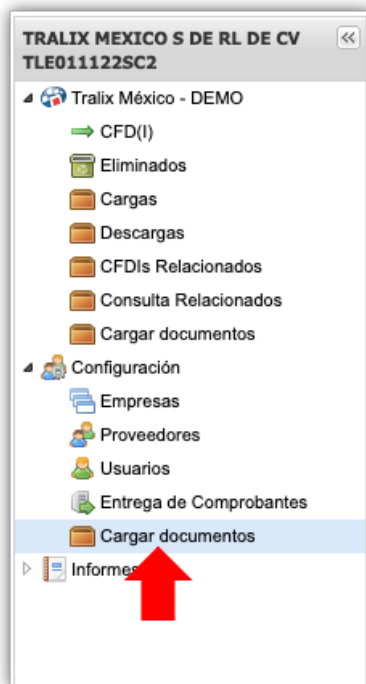 TRALIX MEXICO S DE RL DE CV
TLE011122SC2
Tralix México - DEMO
CFD(I)
Eliminados
Cargas
Descargas
CFDIs Relacionados
Consulta Relacionados
Cargar documentos
Configuración
Empresas
Proveedores
Usuarios
Entrega de Comprobantes
Cargar documentos
Informes